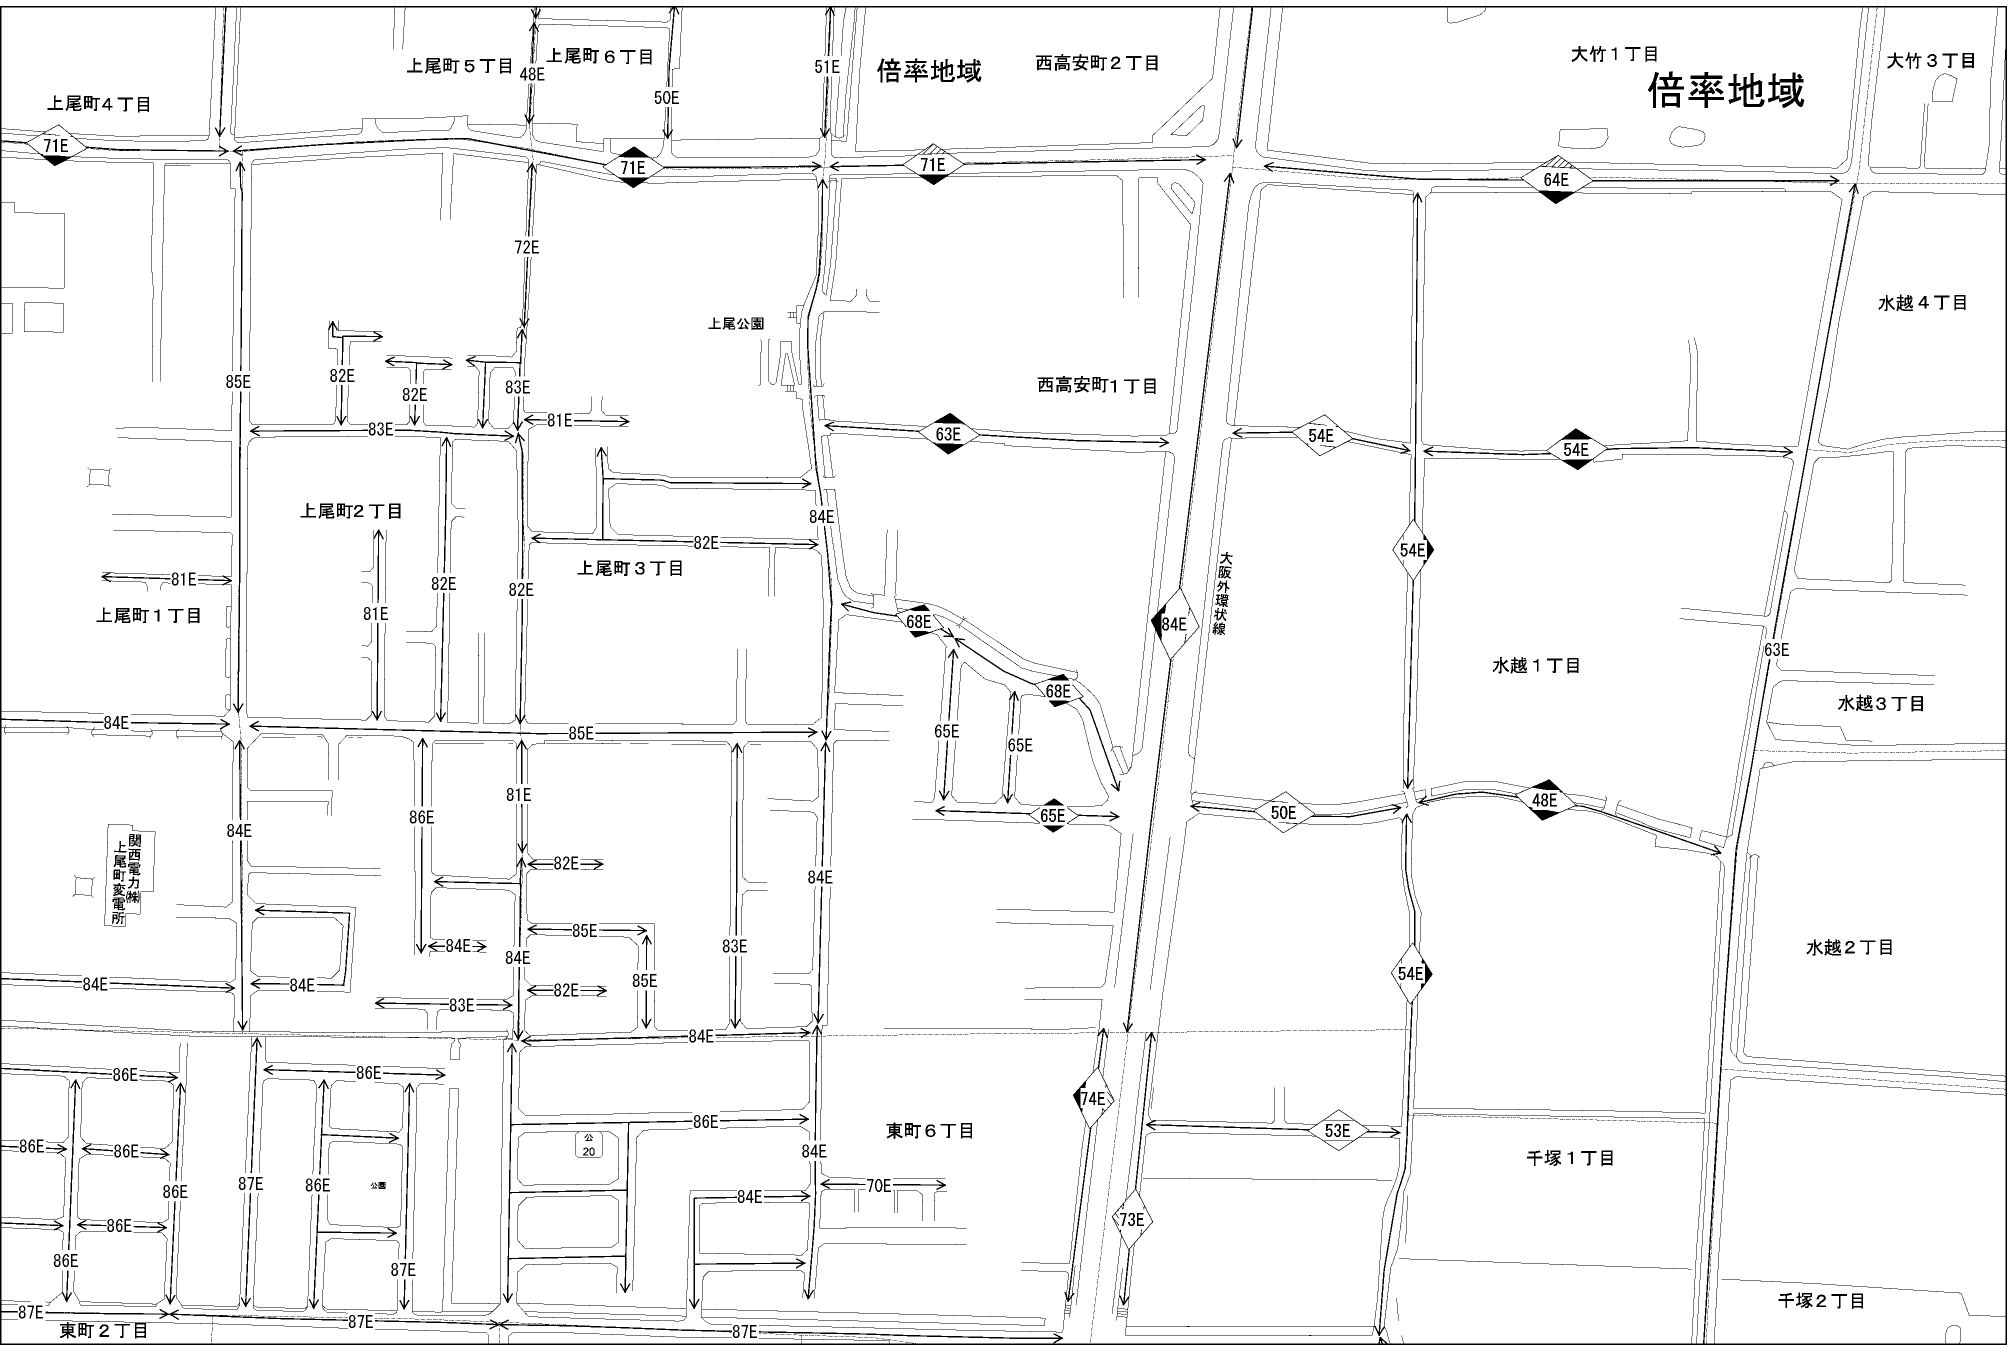 上尾町４丁目
上尾町５丁目
48E
上尾町６丁目
50E
51E
倍率地域
西高安町２丁目
大竹１丁目
倍率地域
大竹３丁目
71E
71E
71E
64E
72E
水越４丁目
上尾公園
85E
82E
82E
83E
西高安町１丁目
83E
81E
63E
54E
54E
上尾町２丁目
84E
82E
54E
上尾町３丁目
81E
82E
82E
81E
上尾町１丁目
68E
84E
大阪外環状線
63E
水越１丁目
68E
水越３丁目
84E
85E
65E
65E
81E
86E
84E
65E
50E
48E
関西電力㈱
上尾町変電所
82E
84E
85E
84E
83E
84E
水越２丁目
54E
84E
84E
85E
82E
83E
84E
86E
86E
74E
86E
公
20
東町６丁目
53E
86E
86E
84E
千塚１丁目
86E
87E
86E
公園
84E
70E
86E
73E
86E
87E
千塚２丁目
87E
87E
87E
東町２丁目